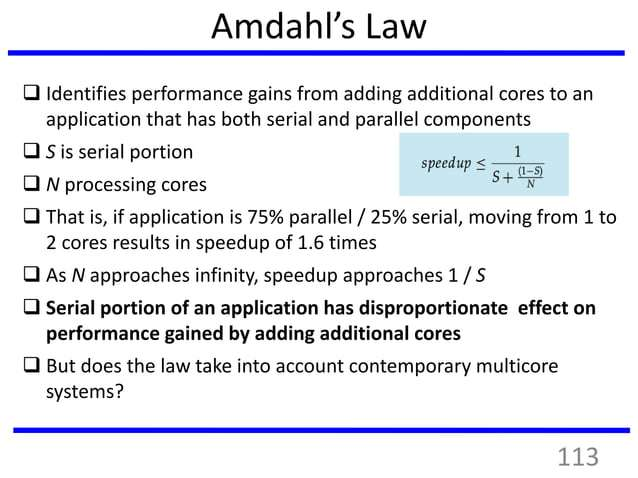 Amdahl's Law
❑ Identifies performance gains from adding additional cores to an
application that has both serial and parallel components
❑ S is serial portion
speedup ≤ 1 / (S + (1−S)/N)
❑ N processing cores
❑ That is, if application is 75% parallel / 25% serial, moving from 1 to
2 cores results in speedup of 1.6 times
❑ As N approaches infinity, speedup approaches 1 / S
❑ Serial portion of an application has disproportionate effect on
performance gained by adding additional cores
❑ But does the law take into account contemporary multicore
systems?
113